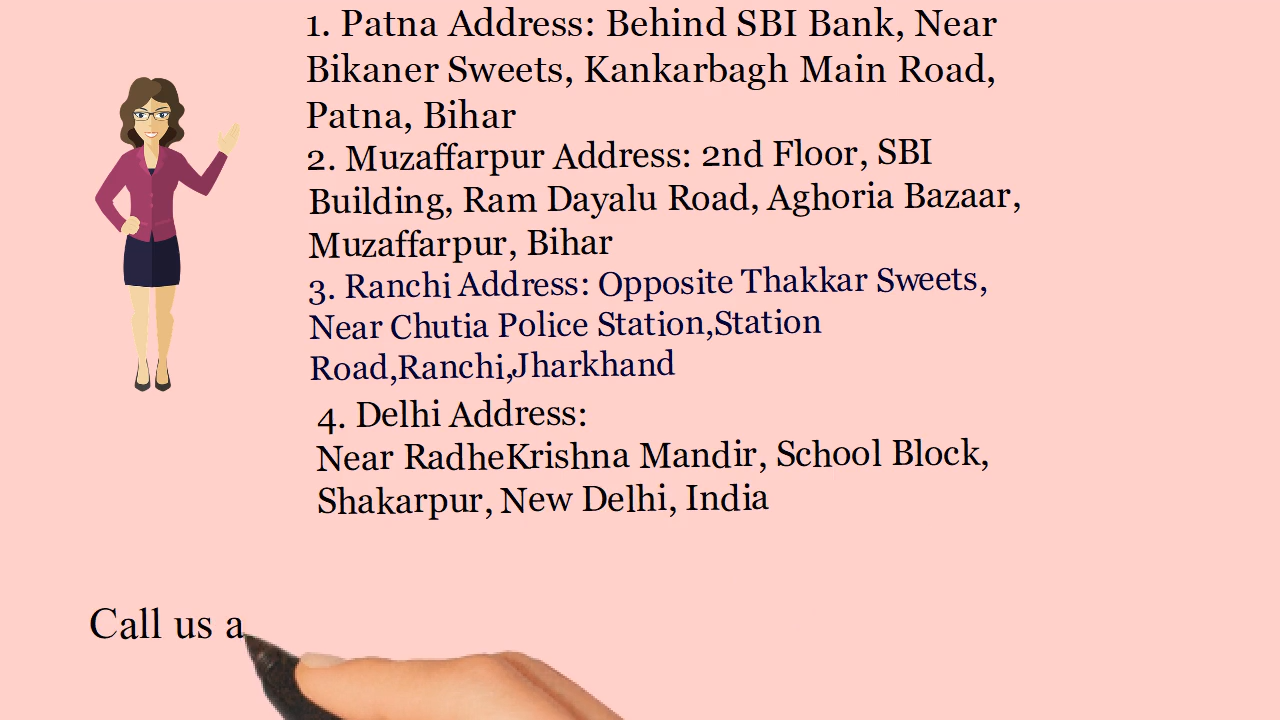 1. Patna Address: Behind SBI Bank, Near
Bikaner Sweets, Kankarbagh Main Road,
Patna, Bihar
2. Muzaffarpur Address: 2nd Floor, SBI
Building, Ram Dayalu Road, Aghoria Bazaar,
Muzaffarpur, Bihar
3. Ranchi Address: Opposite Thakkar Sweets,
Near Chutia Police Station,Station
Road,Ranchi,Jharkhand
4. Delhi Address:
Near RadheKrishna Mandir, School Block,
Shakarpur, New Delhi, India
Call us a